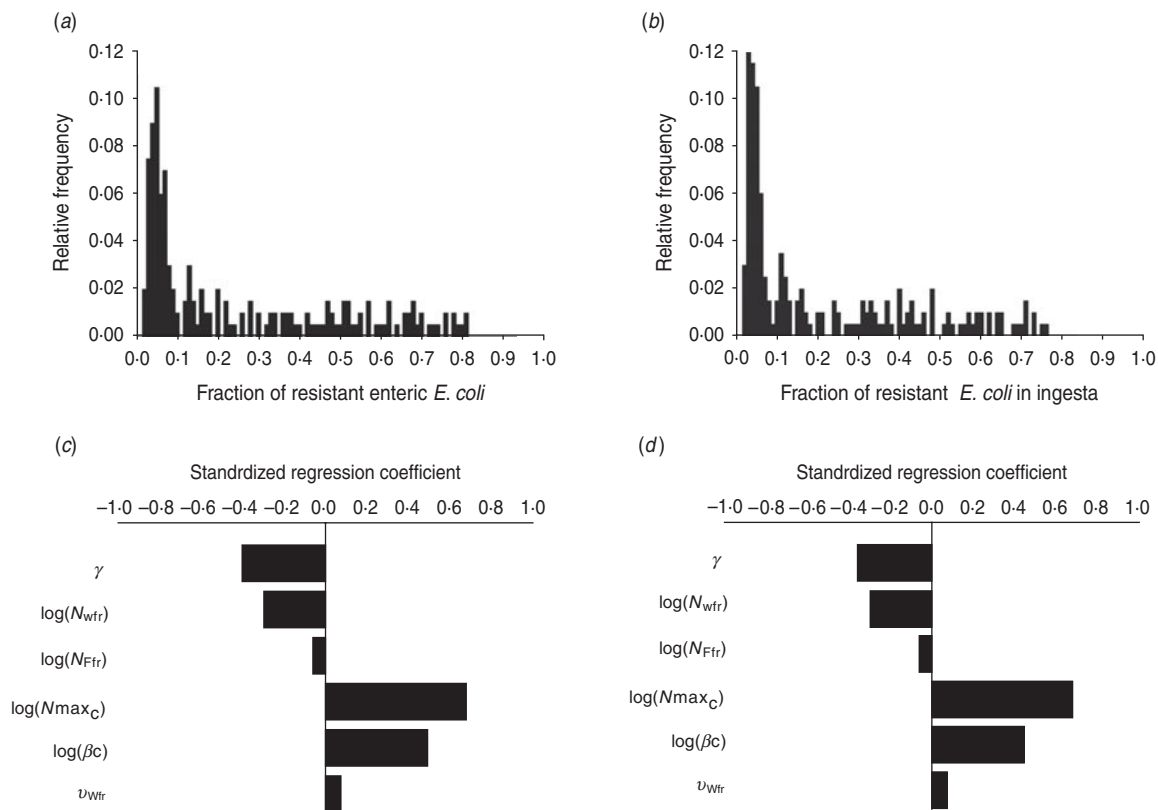 (a)
0·12
0·10
0·08
0·06
0·04
0·02
0·00
Relative frequency
0·0 0·1 0·2 0·3 0·4 0·5 0·6 0·7 0·8 0·9 1·0
Fraction of resistant enteric E. coli
(b)
0·12
0·10
0·08
0·06
0·04
0·02
0·00
Relative frequency
0·0 0·1 0·2 0·3 0·4 0·5 0·6 0·7 0·8 0·9 1·0
Fraction of resistant E. coli in ingesta
(c)
Standrdized regression coefficient
–1·0 –0·8 –0·6 –0·4 –0·2 0·0 0·2 0·4 0·6 0·8 1·0
γ
log(Nwfr)
log(NFfr)
log(Nmaxc)
log(βc)
υWfr
(d)
Standrdized regression coefficient
–1·0 –0·8 –0·6 –0·4 –0·2 0·0 0·2 0·4 0·6 0·8 1·0
γ
log(Nwfr)
log(NFfr)
log(Nmaxc)
log(βc)
υWfr